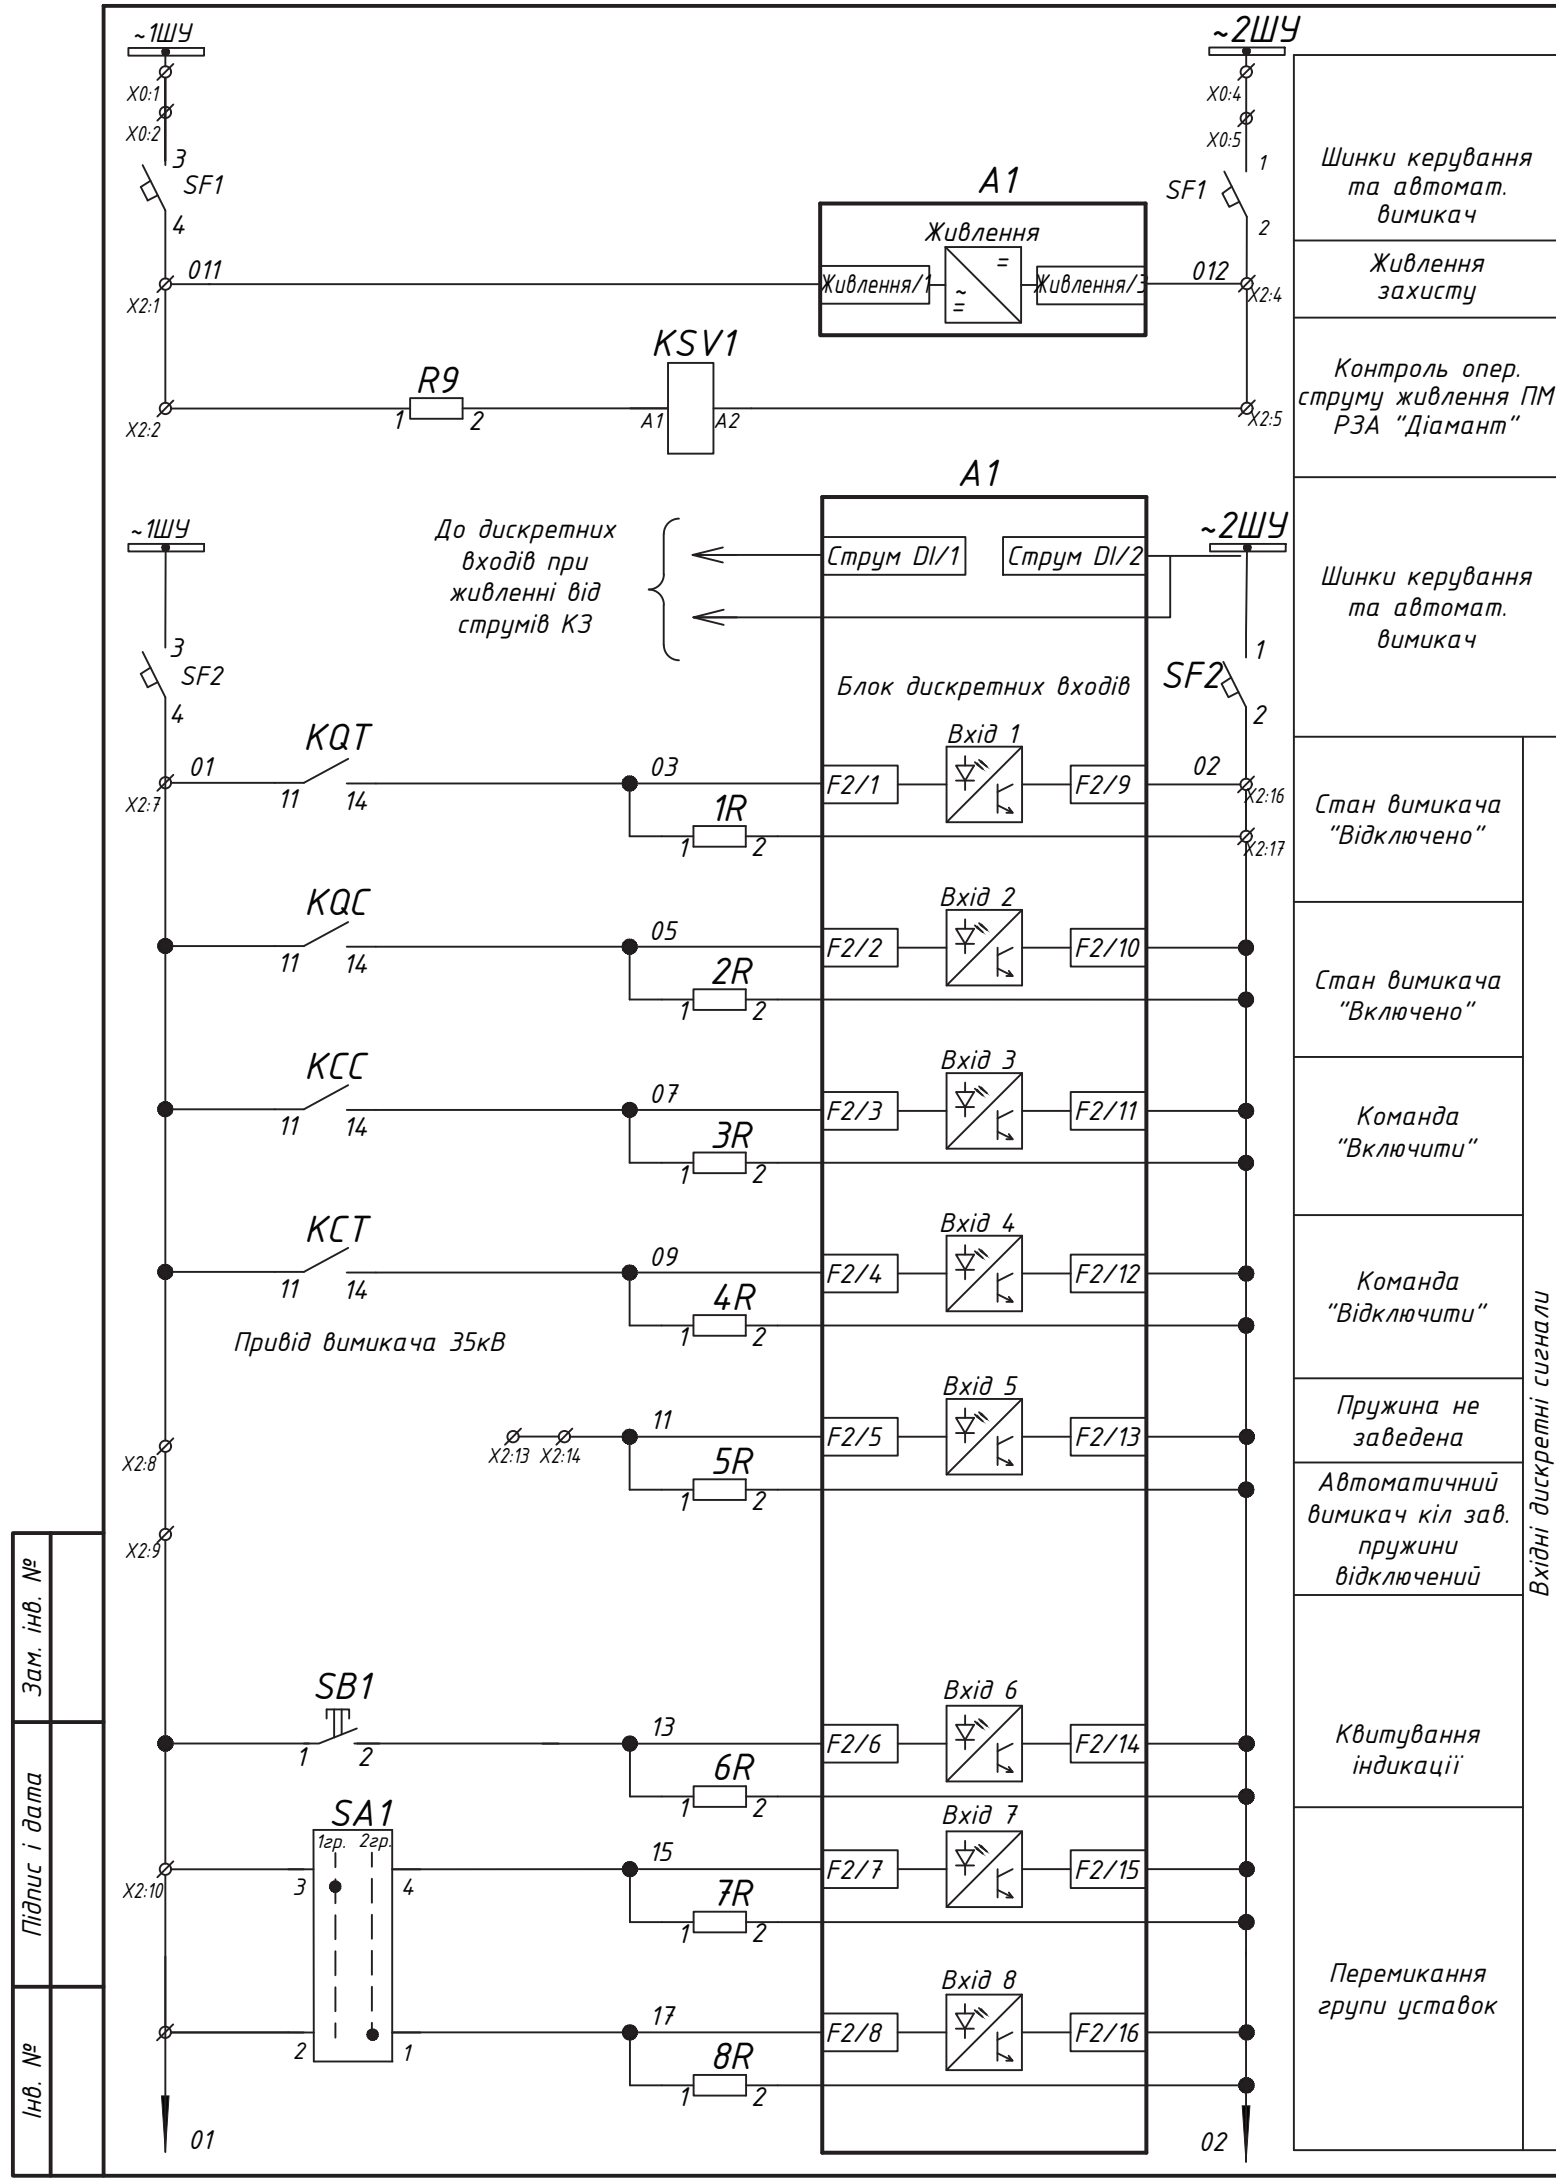 ~1ШУ
~2ШУ
X0:1
X0:2
X0:4
X0:5
3
SF1
4
1
SF1
2
Шинки керування
та автомат.
вимикач
A1
Живлення
Живлення/1
=
~
=
Живлення/3
011
X2:1
012
X2:4
Живлення
захисту
KSV1
R9
1
2
A1
A2
X2:2
X2:5
Контроль опер.
струму живлення ПМ
РЗА "Діамант"
A1
~1ШУ
~2ШУ
До дискретних
входів при
живленні від
струмів КЗ
Струм DI/1
Струм DI/2
Шинки керування
та автомат.
вимикач
3
SF2
4
1
SF2
2
Блок дискретних входів
KQT
01
X2:7
11
14
03
1R
1
2
Вхід 1
F2/1
F2/9
02
X2:16
X2:17
Стан вимикача
"Відключено"
KQC
11
14
05
2R
1
2
Вхід 2
F2/2
F2/10
Стан вимикача
"Включено"
KCC
11
14
07
3R
1
2
Вхід 3
F2/3
F2/11
Команда
"Включити"
KCT
11
14
09
4R
1
2
Вхід 4
F2/4
F2/12
Команда
"Відключити"
Привід вимикача 35кВ
X2:8
X2:13
X2:14
11
5R
1
2
Вхід 5
F2/5
F2/13
Пружина не
заведена
X2:9
Автоматичний
вимикач кіл зав.
пружини
відключений
SB1
1
2
13
6R
1
2
Вхід 6
F2/6
F2/14
Квитування
індикації
SA1
1гр.
2гр.
X2:10
3
4
15
7R
1
2
Вхід 7
F2/7
F2/15
2
1
17
8R
1
2
Вхід 8
F2/8
F2/16
Перемикання
групи уставок
01
02
Вхідні дискретні сигнали
Зам. інв. №
Підпис і дата
Інв. №